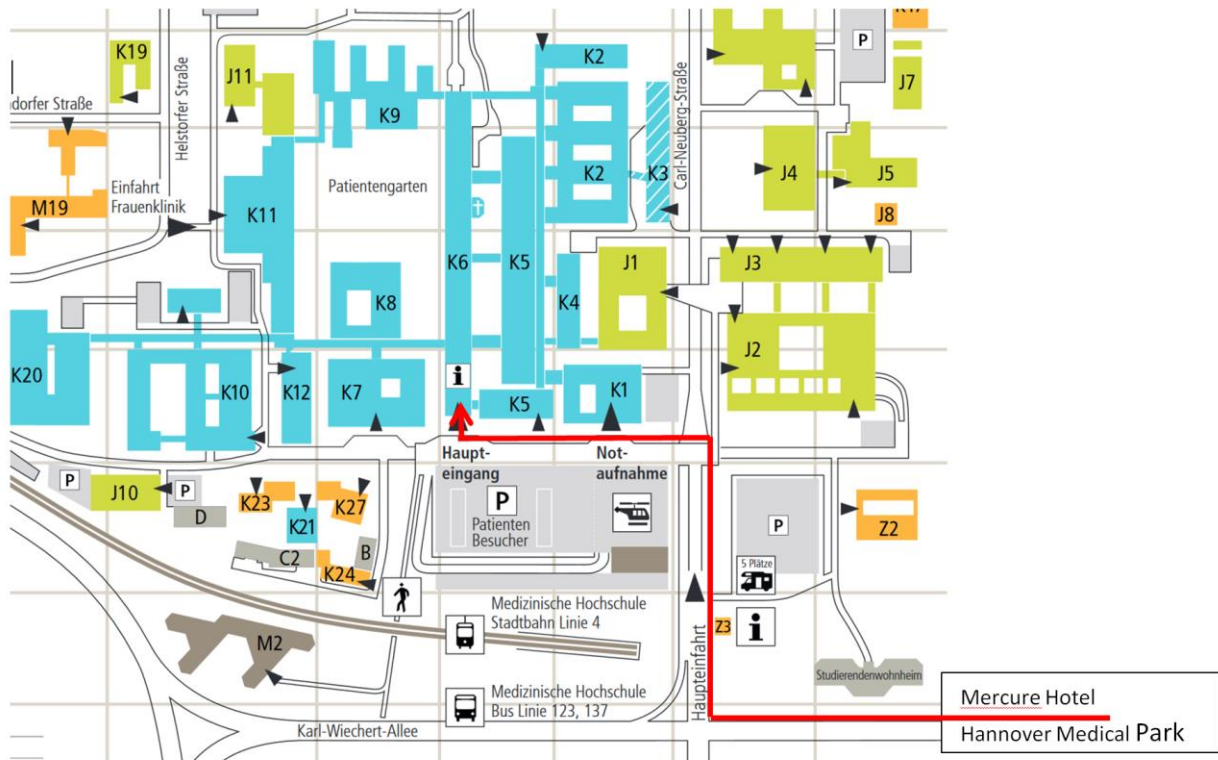 K17
K19
P
K2
J11
J7
ndorfer Straße
Helstorfer Straße
K9
Carl-Neuberg-Straße
Patientengarten
K2
K3
J4
J5
Einfahrt
Frauenklinik
M19
K11
J8
K6
K5
J1
J3
K8
K4
J2
K20
K10
K12
K7
i
K5
K1
Haupt-
eingang
Not-
aufnahme
P
J10
P
D
K23
K27
K21
P
Patienten
Besucher
P
Z2
C2
B
K24
5 Plätze
Medizinische Hochschule
Stadtbahn Linie 4
Z3
i
M2
Haupteinfahrt
Studierendenwohnheim
Medizinische Hochschule
Bus Linie 123, 137
Karl-Wiechert-Allee
Mercure Hotel
Hannover Medical Park